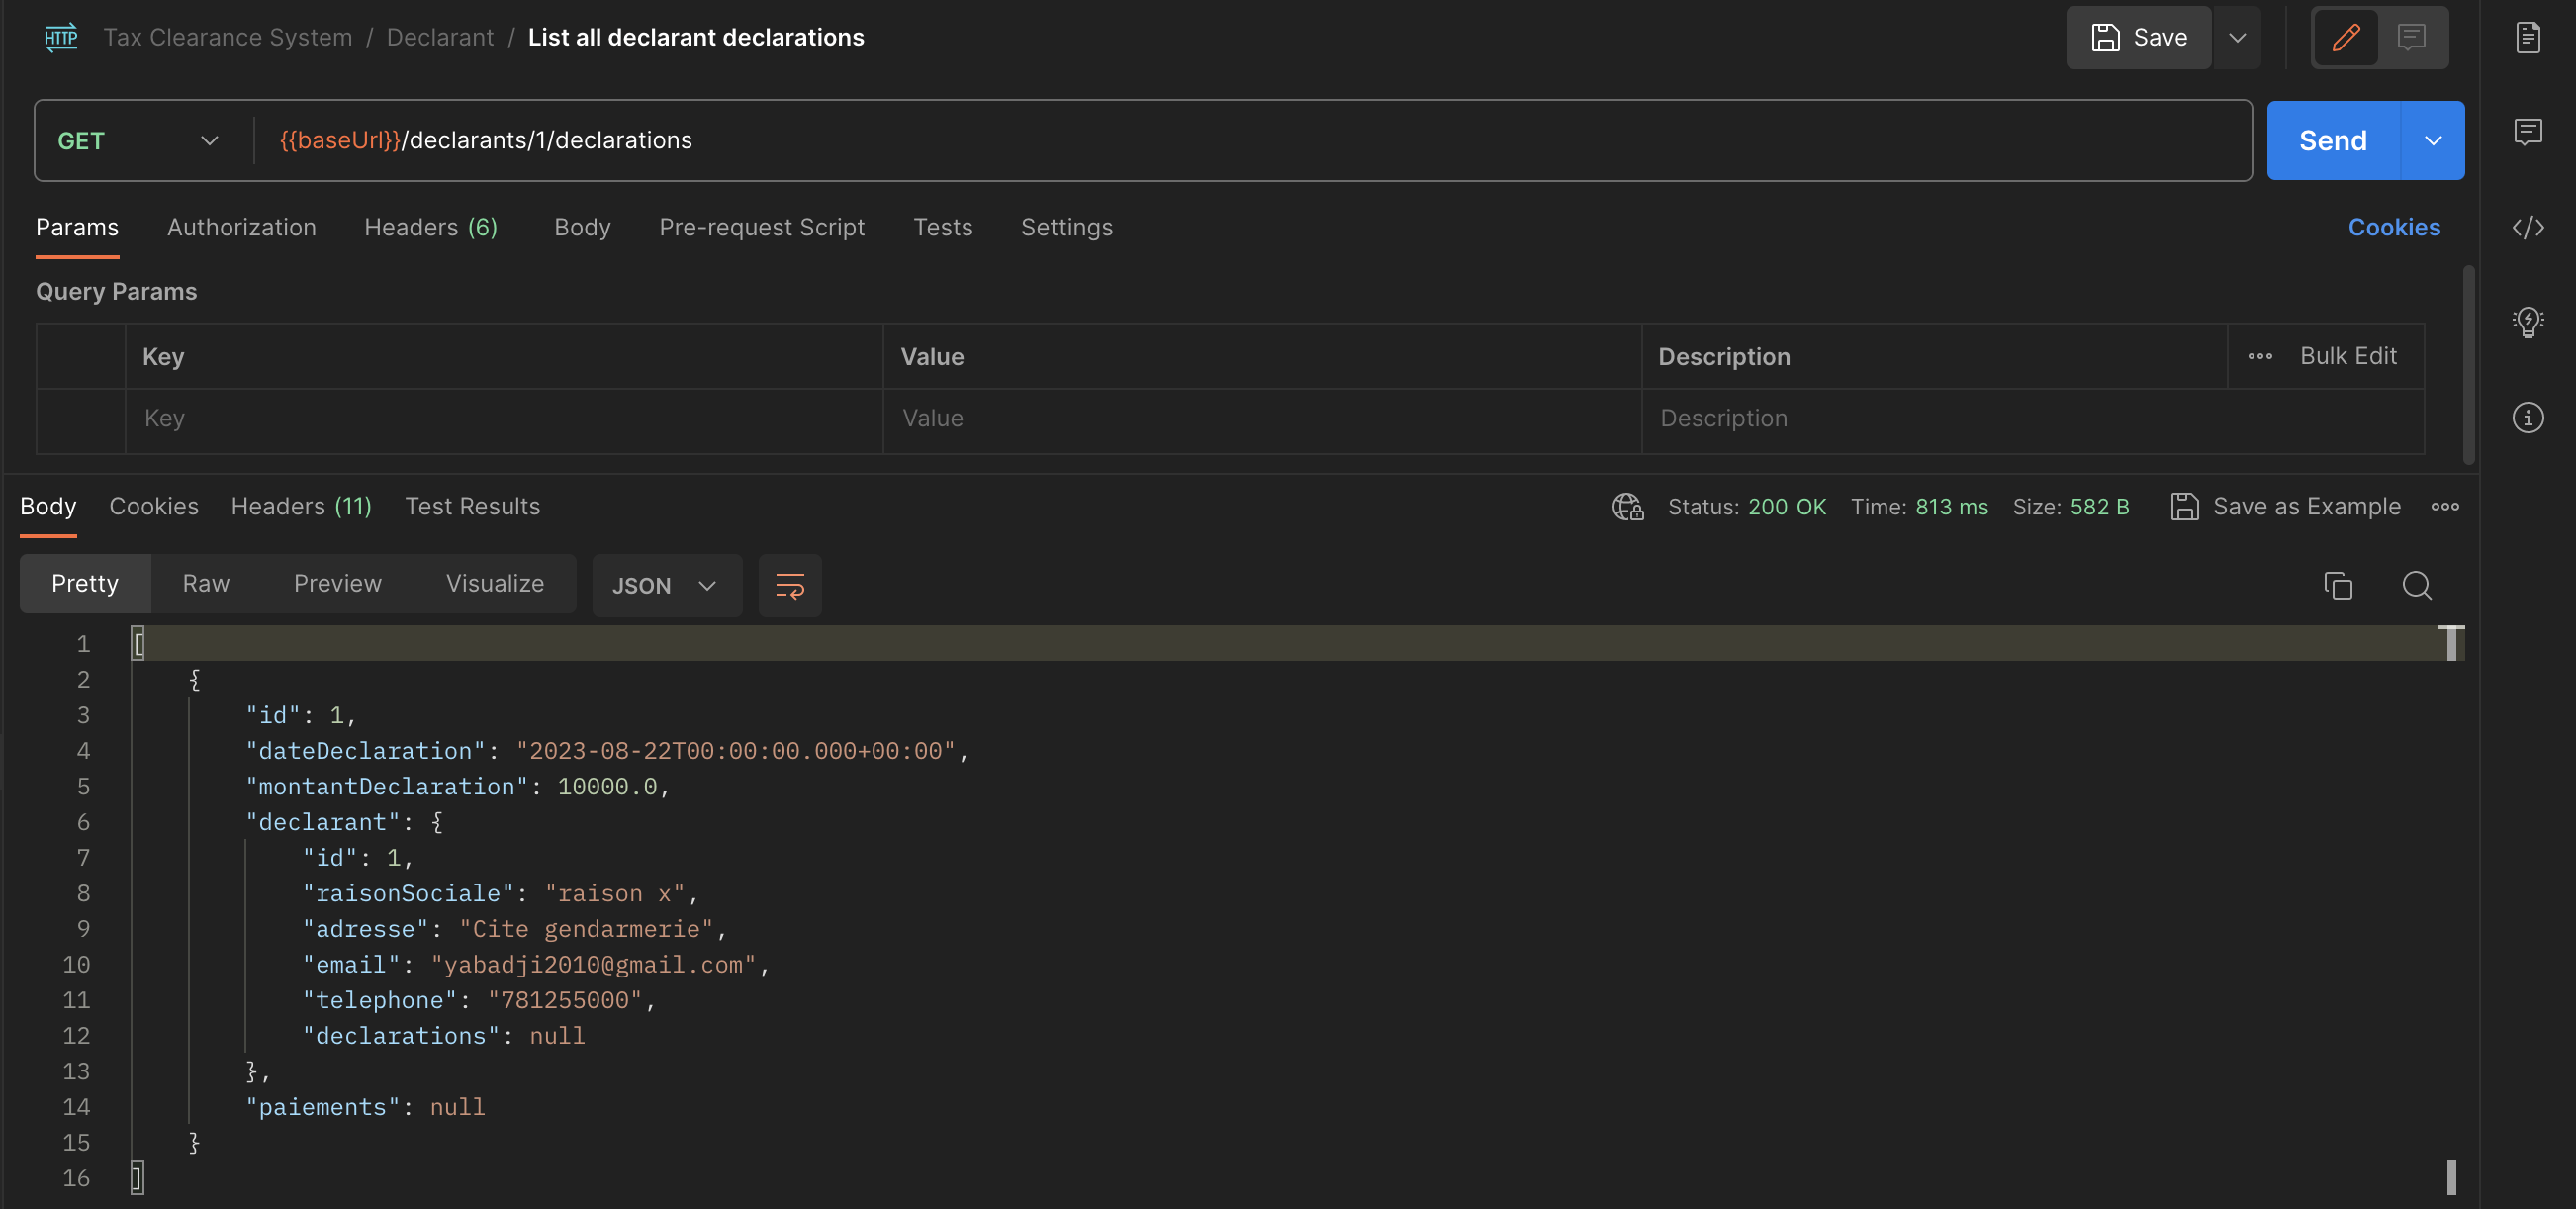 HTTP Tax Clearance System / Declarant / List all declarant declarations Save
GET {{baseUrl}}/declarants/1/declarations Send
Params Authorization Headers (6) Body Pre-request Script Tests Settings Cookies
Query Params
Key Value Description Bulk Edit
Key Value Description
Body Cookies Headers (11) Test Results Status: 200 OK Time: 813 ms Size: 582 B Save as Example
Pretty Raw Preview Visualize JSON
1 [
2 {
3 "id": 1,
4 "dateDeclaration": "2023-08-22T00:00:00.000+00:00",
5 "montantDeclaration": 10000.0,
6 "declarant": {
7 "id": 1,
8 "raisonSociale": "raison x",
9 "adresse": "Cite gendarmerie",
10 "email": "yabadji2010@gmail.com",
11 "telephone": "781255000",
12 "declarations": null
13 },
14 "paiements": null
15 }
16 ]